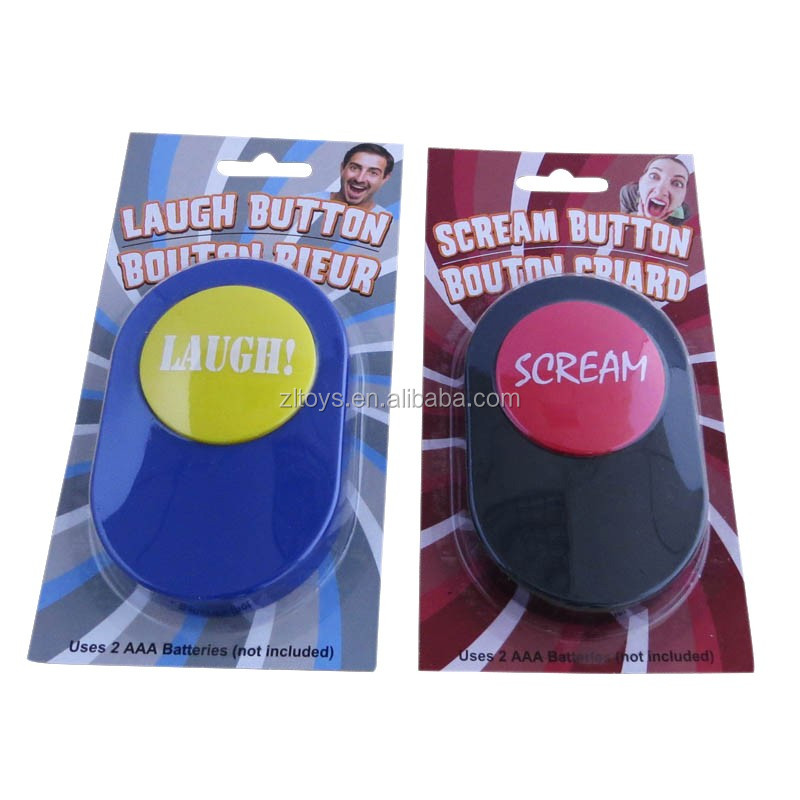 LAUGH BUTTON
BOUTON RIEUR
LAUGH!
Uses 2 AAA Batteries (not included)
SCREAM BUTTON
BOUTON CRIARD
SCREAM
Uses 2 AAA Batteries (not included)
zltoys.en.alibaba.com